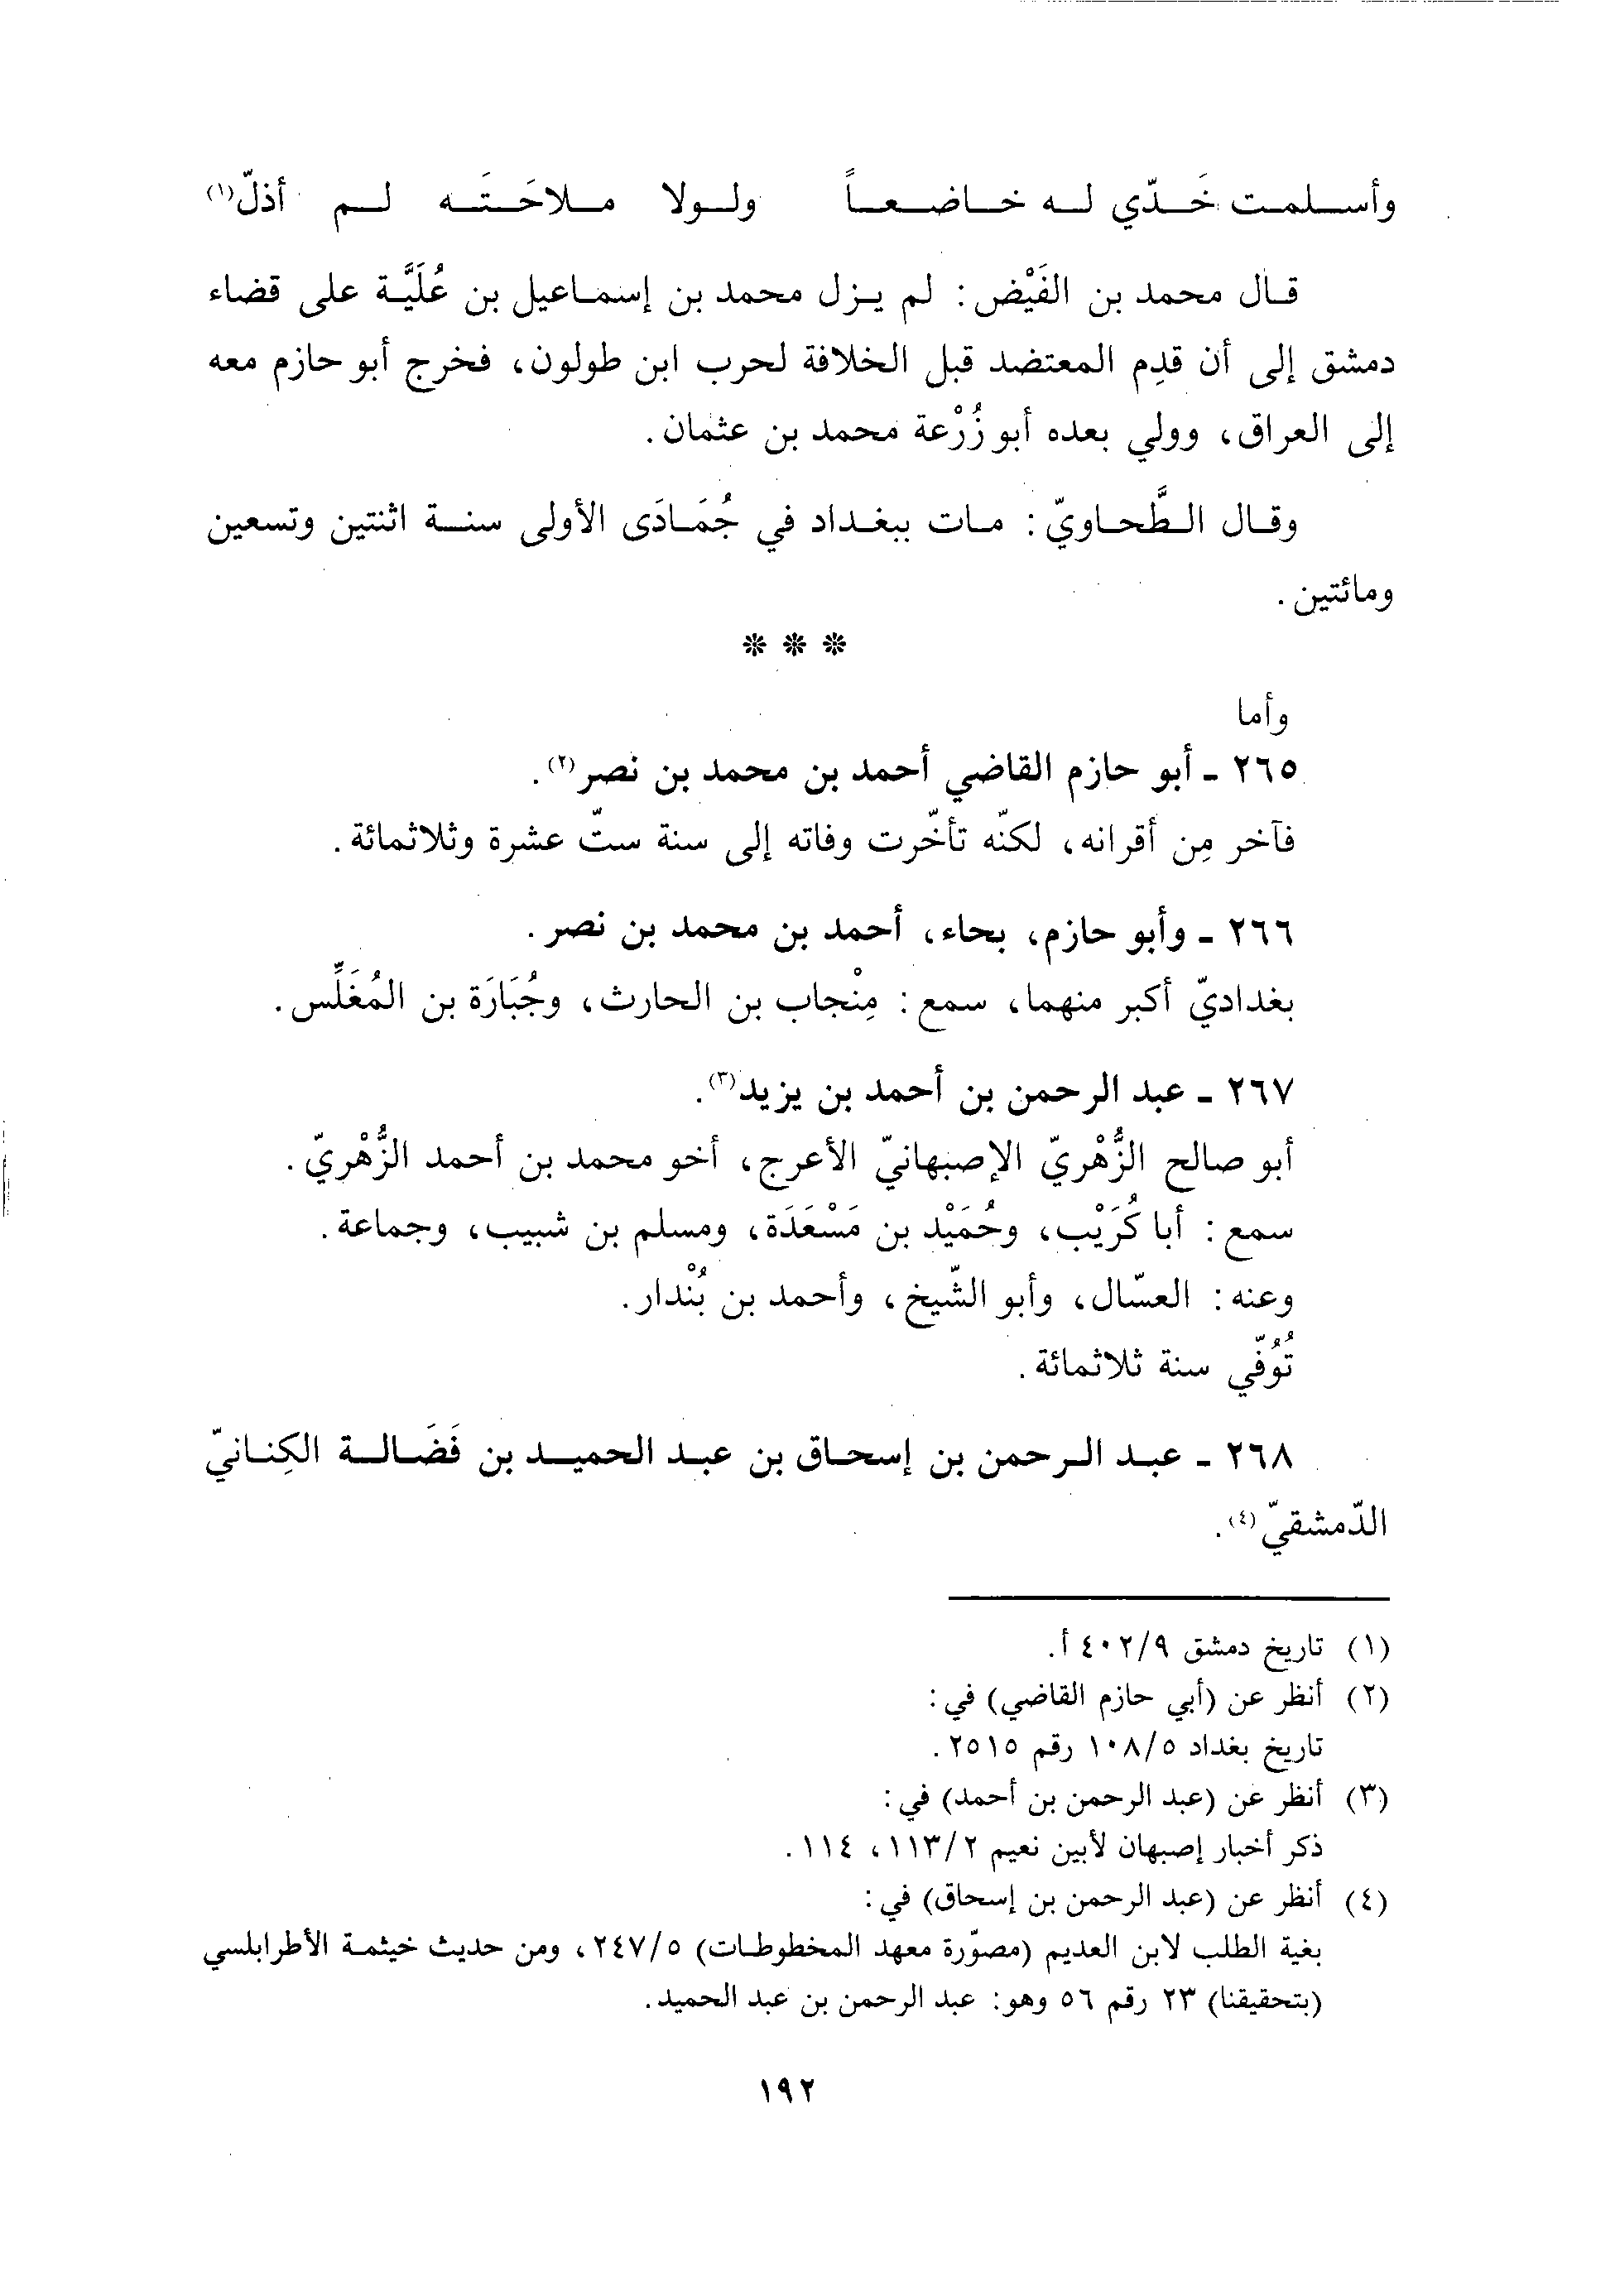 وأسلمت خَدّي له خاضعاً ولولا ملاحَتَه لم أذلّ(١)
قال محمد بن الفَيْض: لم يزل محمد بن إسماعيل بن عُلَيَّة على قضاء
دمشق إلى أن قدِم المعتضد قبل الخلافة لحرب ابن طولون، فخرج أبو حازم معه
إلى العراق، وولي بعده أبو زُرْعة محمد بن عثمان.
وقال الطَّحاويّ: مات ببغداد في جُمَادَى الأولى سنة اثنتين وتسعين
ومائتين.
* * *
وأما
٢٦٥ - أبو حازم القاضي أحمد بن محمد بن نصر(٢).
فآخر مِن أقرانه، لكنّه تأخّرت وفاته إلى سنة ستّ عشرة وثلاثمائة.
٢٦٦ - وأبو حازم، بحاء، أحمد بن محمد بن نصر.
بغداديّ أكبر منهما، سمع: مِنْجاب بن الحارث، وجُبَارَة بن المُغَلِّس.
٢٦٧ - عبد الرحمن بن أحمد بن يزيد(٣).
أبو صالح الزُّهْريّ الإصبهانيّ الأعرج، أخو محمد بن أحمد الزُّهْريّ.
سمع: أبا كُرَيْب، وحُمَيْد بن مَسْعَدَة، ومسلم بن شبيب، وجماعة.
وعنه: العسّال، وأبو الشّيخ، وأحمد بن بُنْدار.
تُوُفّي سنة ثلاثمائة.
٢٦٨ - عبد الرحمن بن إسحاق بن عبد الحميد بن فَضَالة الكِنانيّ
الدّمشقيّ(٤).
(١) تاريخ دمشق ٤٠٢/٩ أ.
(٢) أنظر عن (أبي حازم القاضي) في:
تاريخ بغداد ١٠٨/٥ رقم ٢٥١٥.
(٣) أنظر عن (عبد الرحمن بن أحمد) في:
ذكر أخبار إصبهان لأبين نعيم ١١٣/٢، ١١٤.
(٤) أنظر عن (عبد الرحمن بن إسحاق) في:
بغية الطلب لابن العديم (مصوّرة معهد المخطوطات) ٢٤٧/٥، ومن حديث خيثمة الأطرابلسي
(بتحقيقنا) ٢٣ رقم ٥٦ وهو: عبد الرحمن بن عبد الحميد.
١٩٢